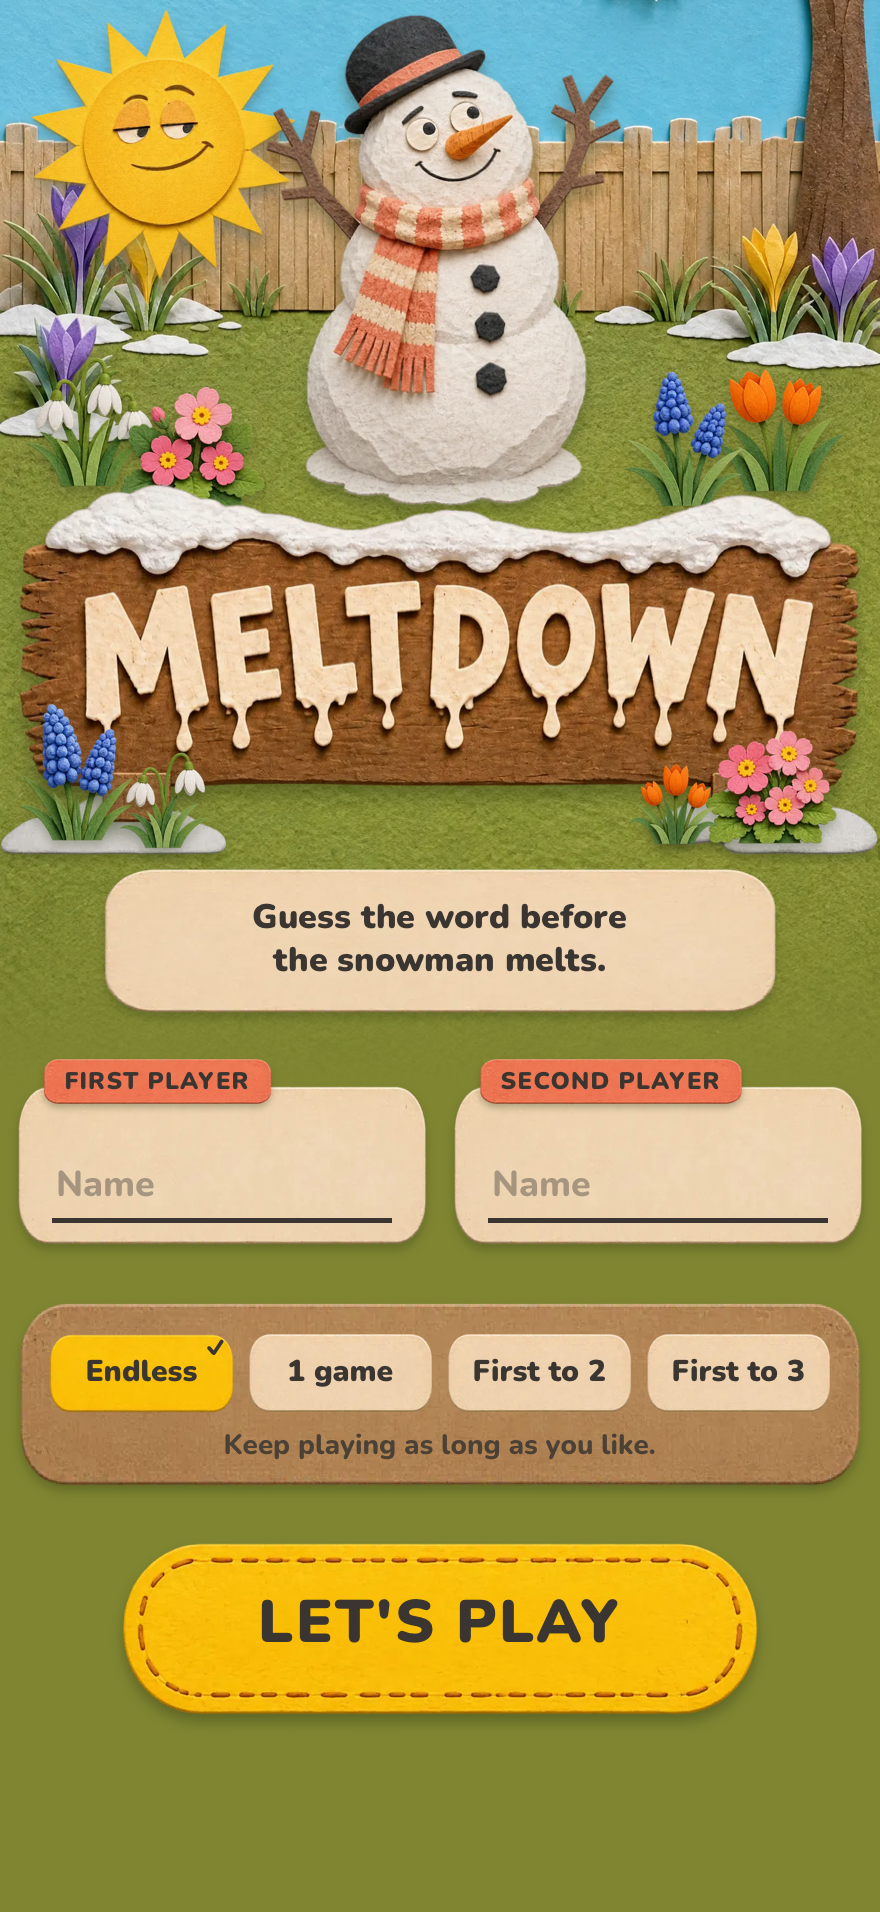 MELTDOWN
Guess the word before
the snowman melts.
FIRST PLAYER
SECOND PLAYER
Name
Name
Endless
1 game
First to 2
First to 3
Keep playing as long as you like.
LET'S PLAY